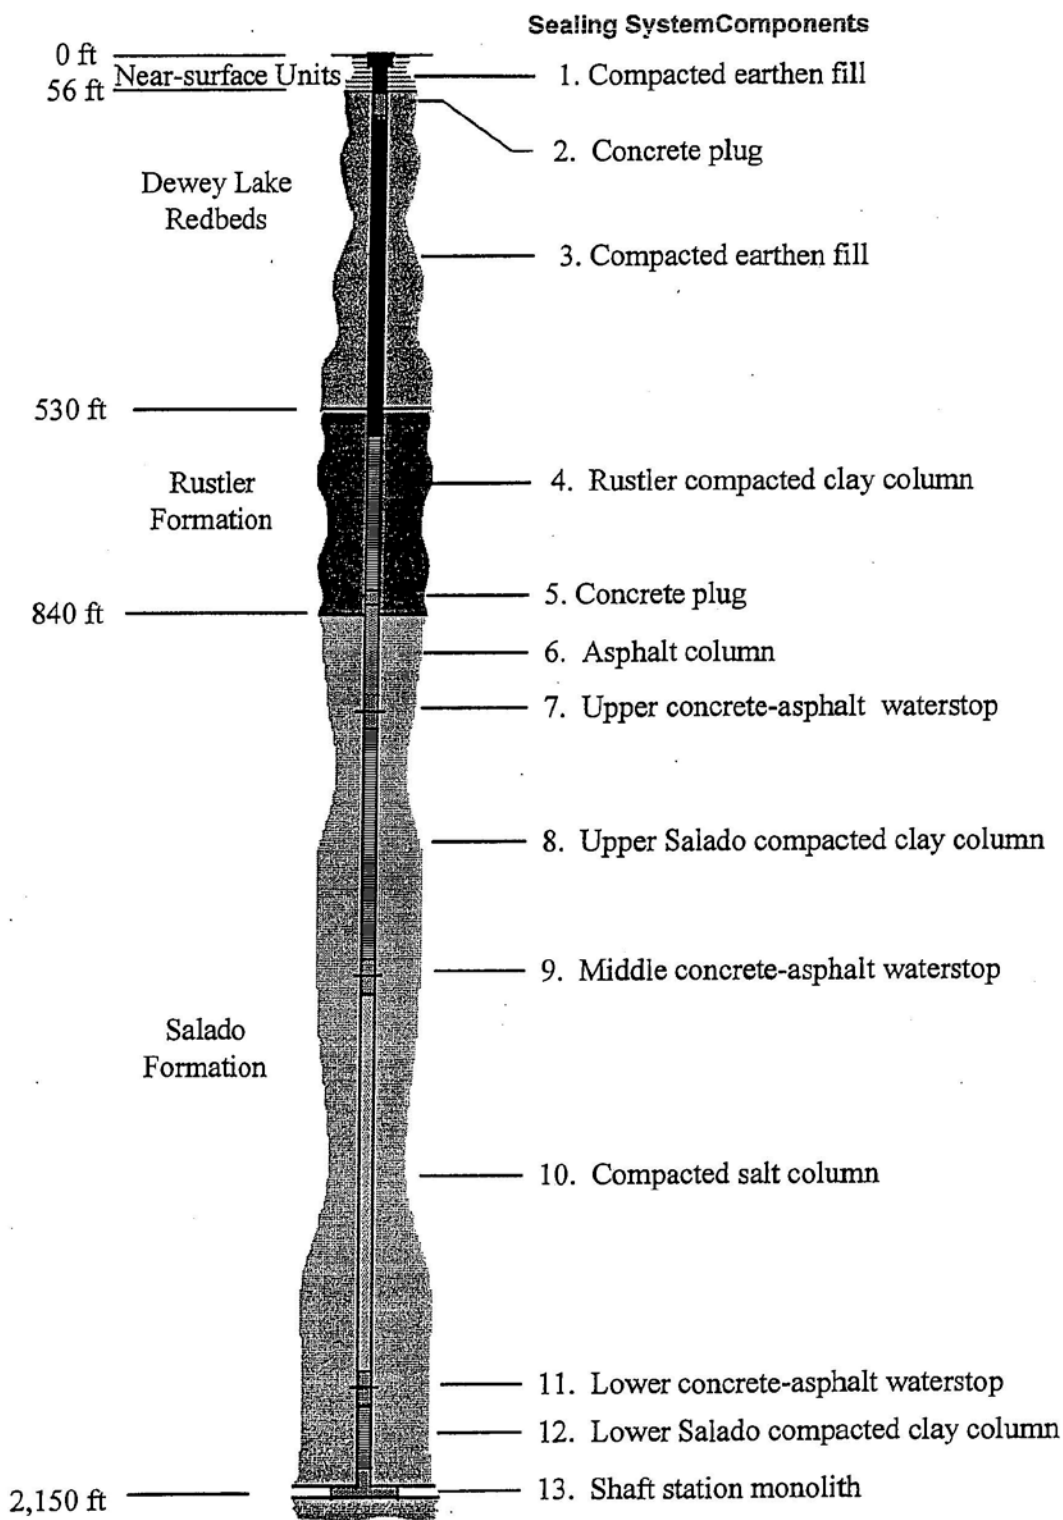 Sealing SystemComponents
0 ft
Near-surface Units
56 ft
1. Compacted earthen fill
2. Concrete plug
Dewey Lake
Redbeds
3. Compacted earthen fill
530 ft
Rustler
Formation
4. Rustler compacted clay column
5. Concrete plug
840 ft
6. Asphalt column
7. Upper concrete-asphalt waterstop
8. Upper Salado compacted clay column
9. Middle concrete-asphalt waterstop
Salado
Formation
10. Compacted salt column
11. Lower concrete-asphalt waterstop
12. Lower Salado compacted clay column
13. Shaft station monolith
2,150 ft